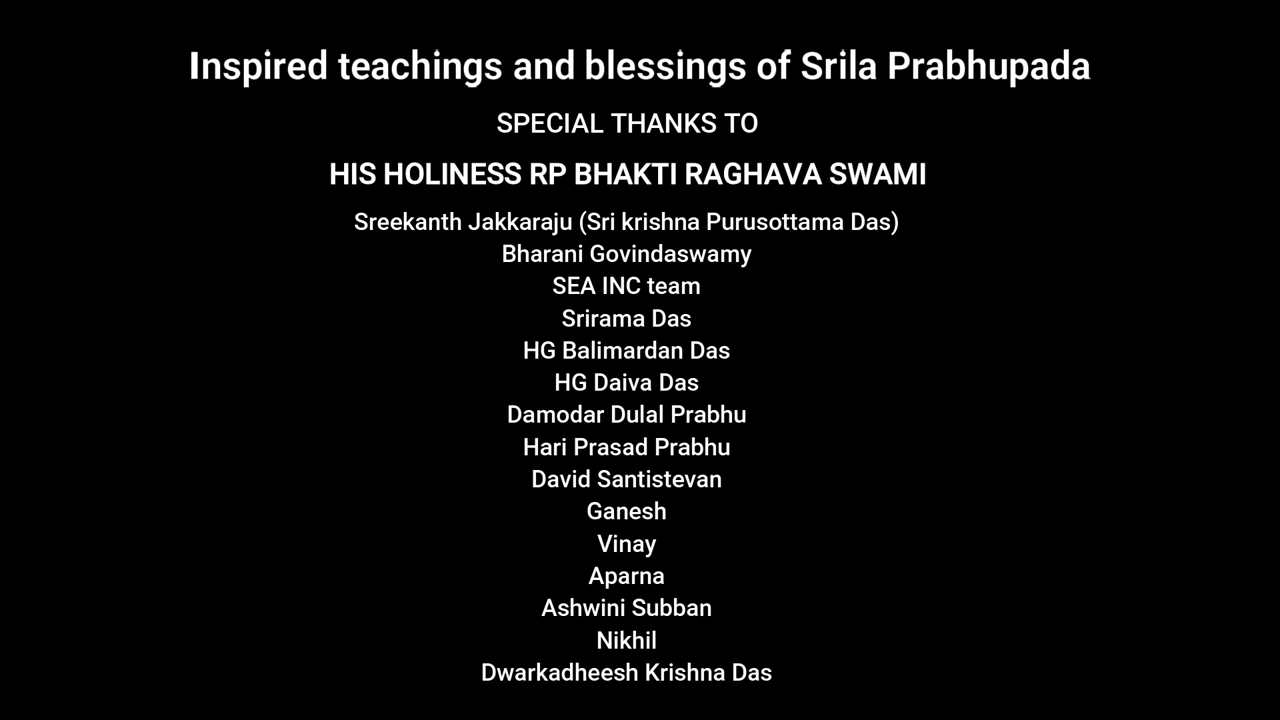 Inspired teachings and blessings of Srila Prabhupada
SPECIAL THANKS TO
HIS HOLINESS RP BHAKTI RAGHAVA SWAMI
Sreekanth Jakkaraju (Sri krishna Purusottama Das)
Bharani Govindaswamy
SEA INC team
Srirama Das
HG Balimardan Das
HG Daiva Das
Damodar Dulal Prabhu
Hari Prasad Prabhu
David Santistevan
Ganesh
Vinay
Aparna
Ashwini Subban
Nikhil
Dwarkadheesh Krishna Das